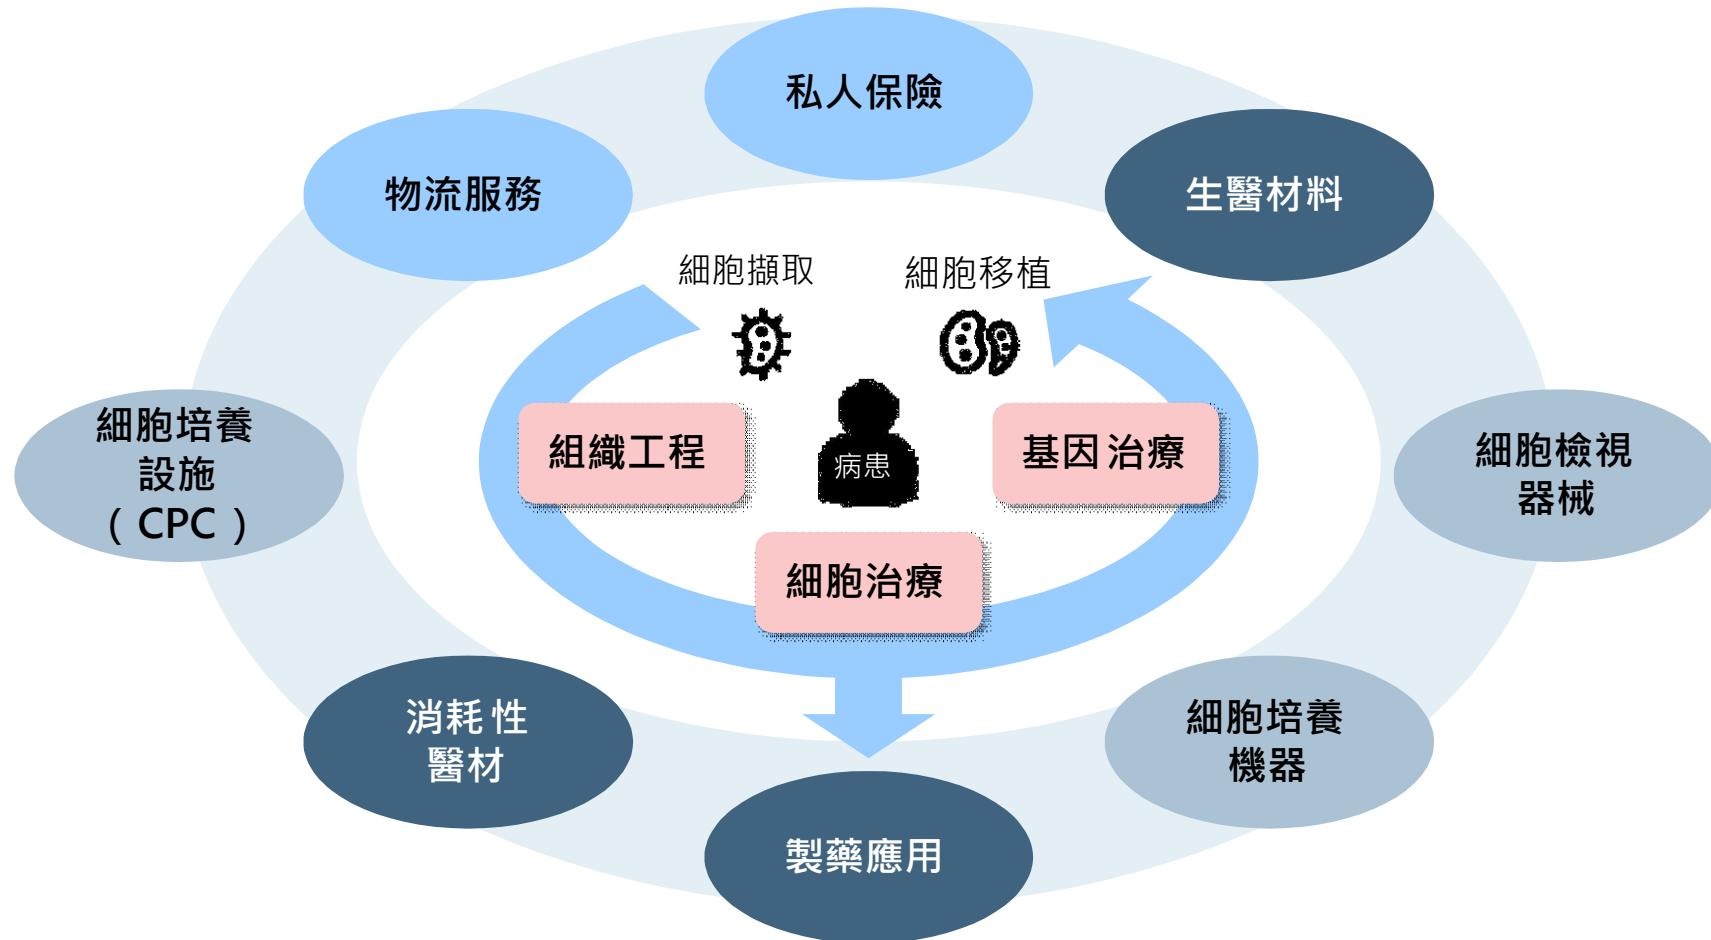 私人保險
物流服務
生醫材料
細胞擷取
細胞移植
細胞培養
設施
（CPC）
組織工程
病患
基因治療
細胞檢視
器械
細胞治療
消耗性
醫材
細胞培養
機器
製藥應用